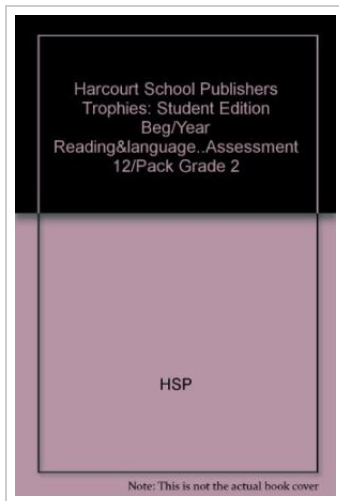 Harcourt School Publishers
Trophies: Student Edition
Beg/Year
Reading&language..Assessment
12/Pack Grade 2
HSP
Note: This is not the actual book cover